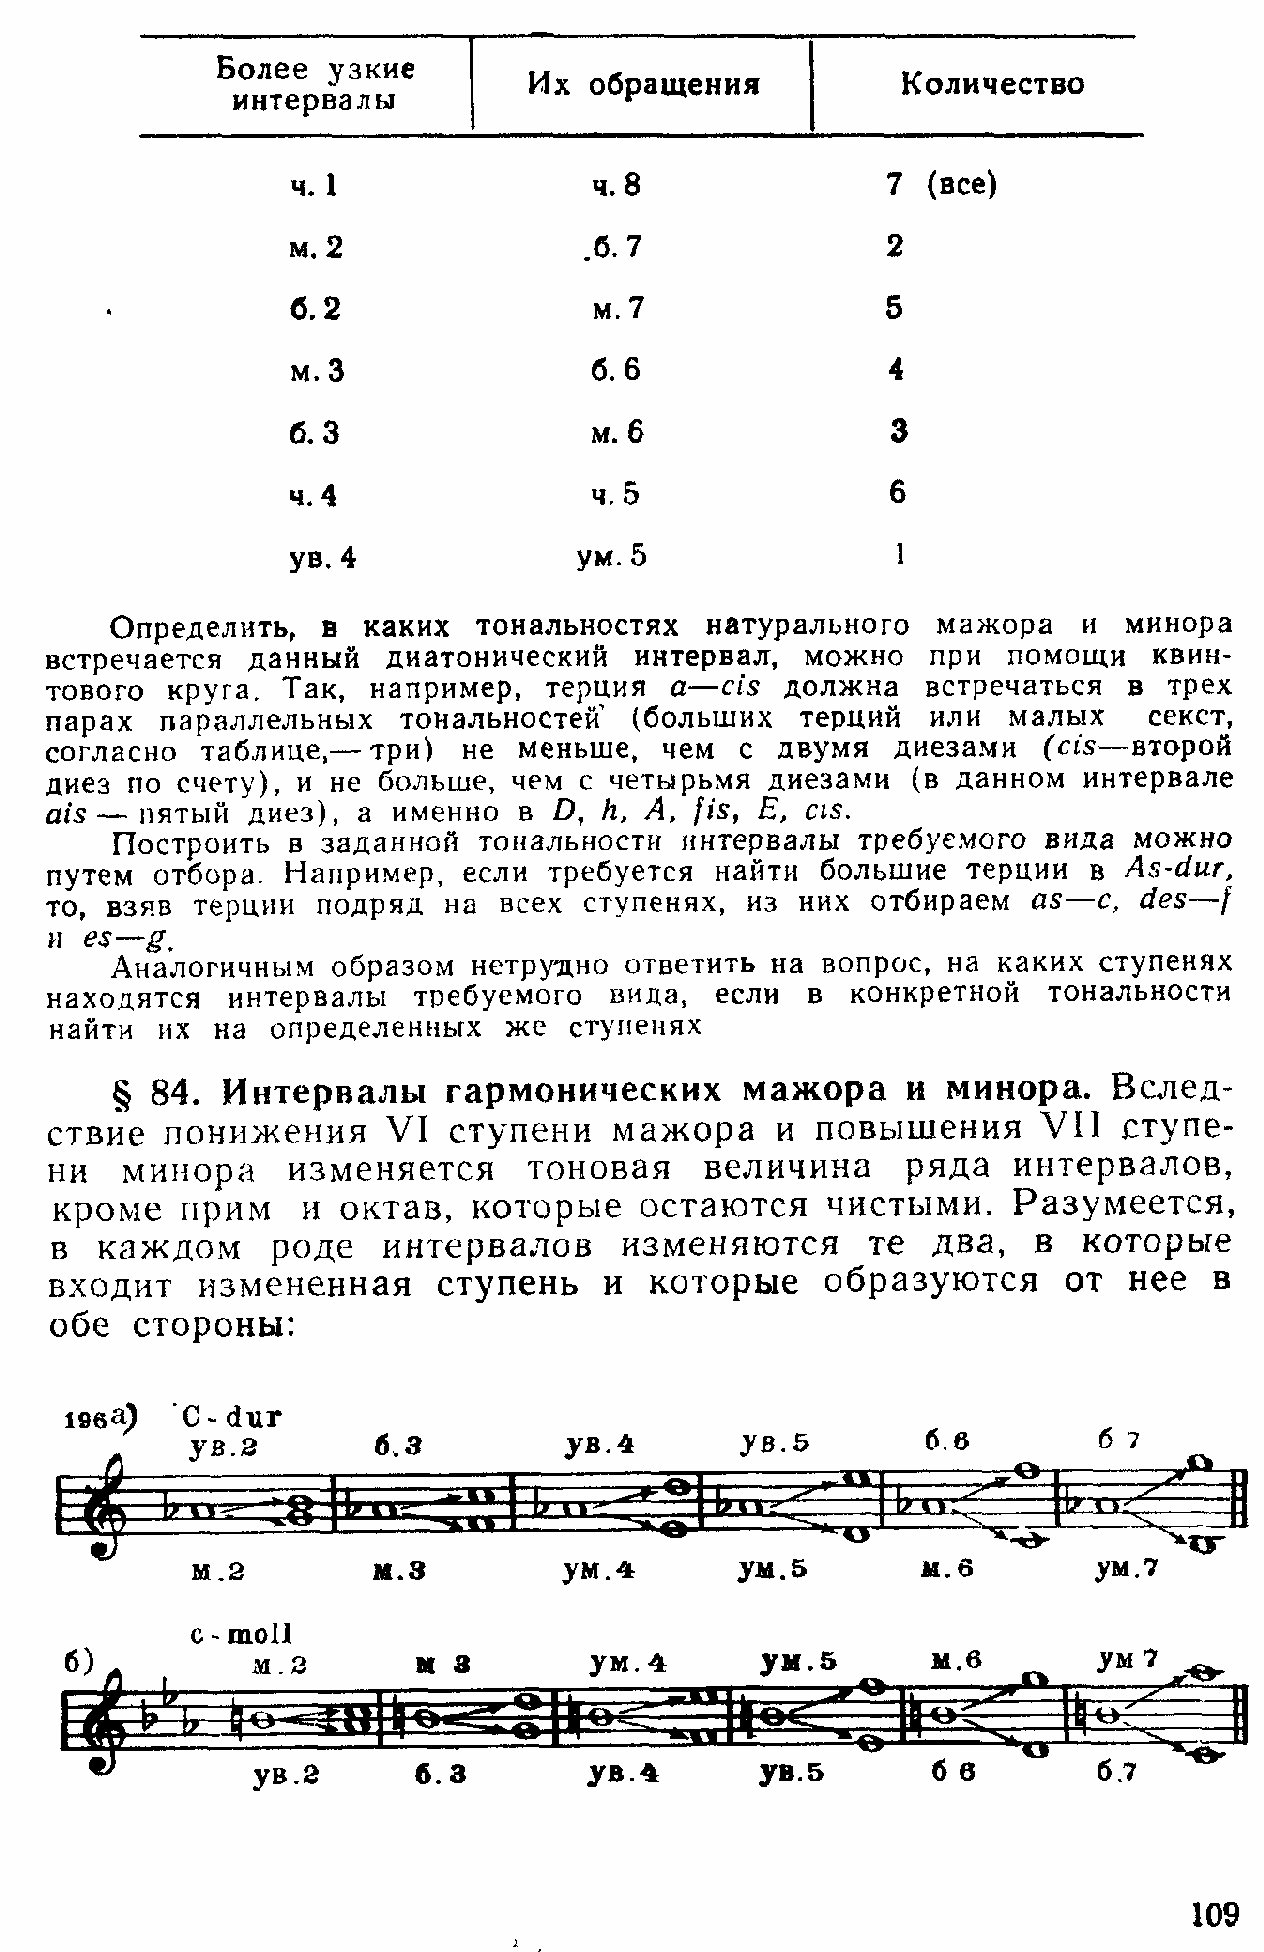 Более узкие интервалы Их обращения Количество
ч. 1 ч. 8 7 (все)
м. 2 .б. 7 2
б. 2 м. 7 5
м. 3 б. 6 4
б. 3 м. 6 3
ч. 4 ч. 5 6
ув. 4 ум. 5 1
Определить, в каких тональностях натурального мажора и минора
встречается данный диатонический интервал, можно при помощи квин-
тового круга. Так, например, терция a—cis должна встречаться в трех
парах параллельных тональностей (больших терций или малых секст,
согласно таблице,— три) не меньше, чем с двумя диезами (cis—второй
диез по счету), и не больше, чем с четырьмя диезами (в данном интервале
ais — пятый диез), а именно в D, h, A, fis, E, cis.
Построить в заданной тональности интервалы требуемого вида можно
путем отбора. Например, если требуется найти большие терции в As-dur,
то, взяв терции подряд на всех ступенях, из них отбираем as—c, des—f
и es—g.
Аналогичным образом нетрудно ответить на вопрос, на каких ступенях
находятся интервалы требуемого вида, если в конкретной тональности
найти их на определенных же ступенях
§ 84. Интервалы гармонических мажора и минора. Вслед-
ствие понижения VI ступени мажора и повышения VII ступе-
ни минора изменяется тоновая величина ряда интервалов,
кроме прим и октав, которые остаются чистыми. Разумеется,
в каждом роде интервалов изменяются те два, в которые
входит измененная ступень и которые образуются от нее в
обе стороны:
196а) C - dur
ув.2 б.3 ув.4 ув.5 б.6 б 7
м.2 м.3 ум.4 ум.5 м.6 ум.7
c - moll
б) м.2 м 3 ум.4 ум.5 м.6 ум 7
ув.2 б.3 ув.4 ув.5 б 6 б.7
109